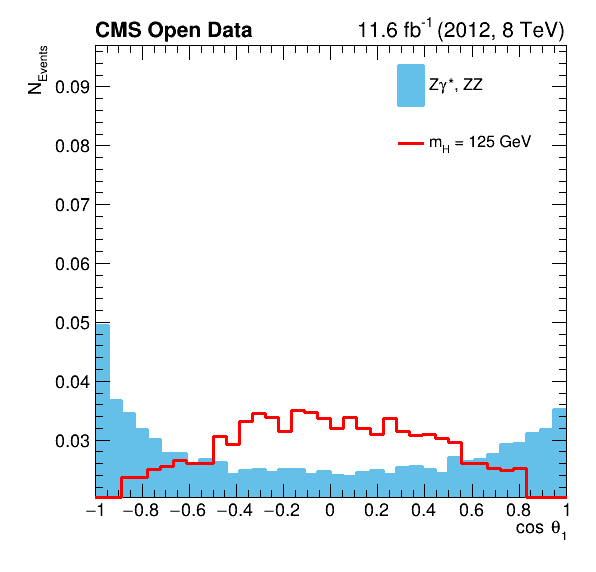 CMS Open Data 11.6 fb⁻¹ (2012, 8 TeV)
N_Events
0.09
0.08
0.07
0.06
0.05
0.04
0.03
Zγ*, ZZ
m_H = 125 GeV
−1 −0.8 −0.6 −0.4 −0.2 0 0.2 0.4 0.6 0.8 1
cos θ₁